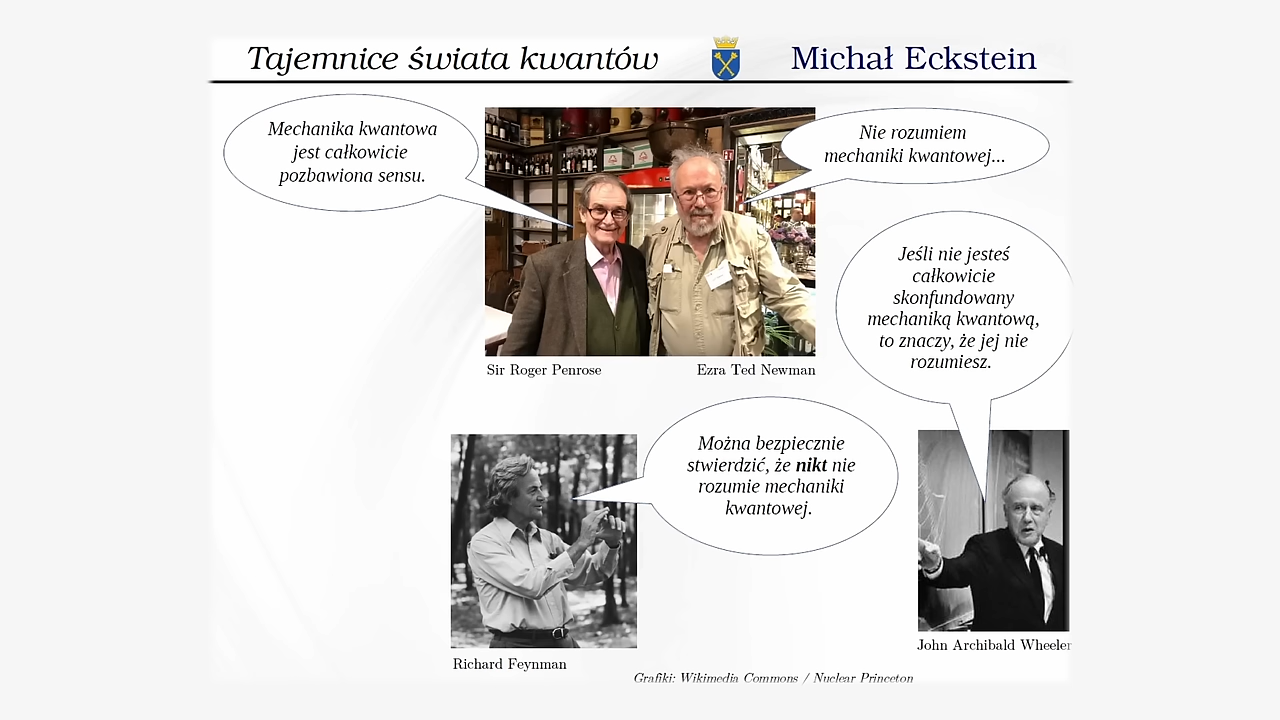 Tajemnice świata kwantów
Michał Eckstein
Mechanika kwantowa
jest całkowicie
pozbawiona sensu.
Nie rozumiem
mechaniki kwantowej...
Sir Roger Penrose
Ezra Ted Newman
Jeśli nie jesteś
całkowicie
skonfundowany
mechaniką kwantową,
to znaczy, że jej nie
rozumiesz.
Można bezpiecznie
stwierdzić, że nikt nie
rozumie mechaniki
kwantowej.
Richard Feynman
John Archibald Wheeler
Grafiki: Wikimedia Commons / Nuclear Princeton